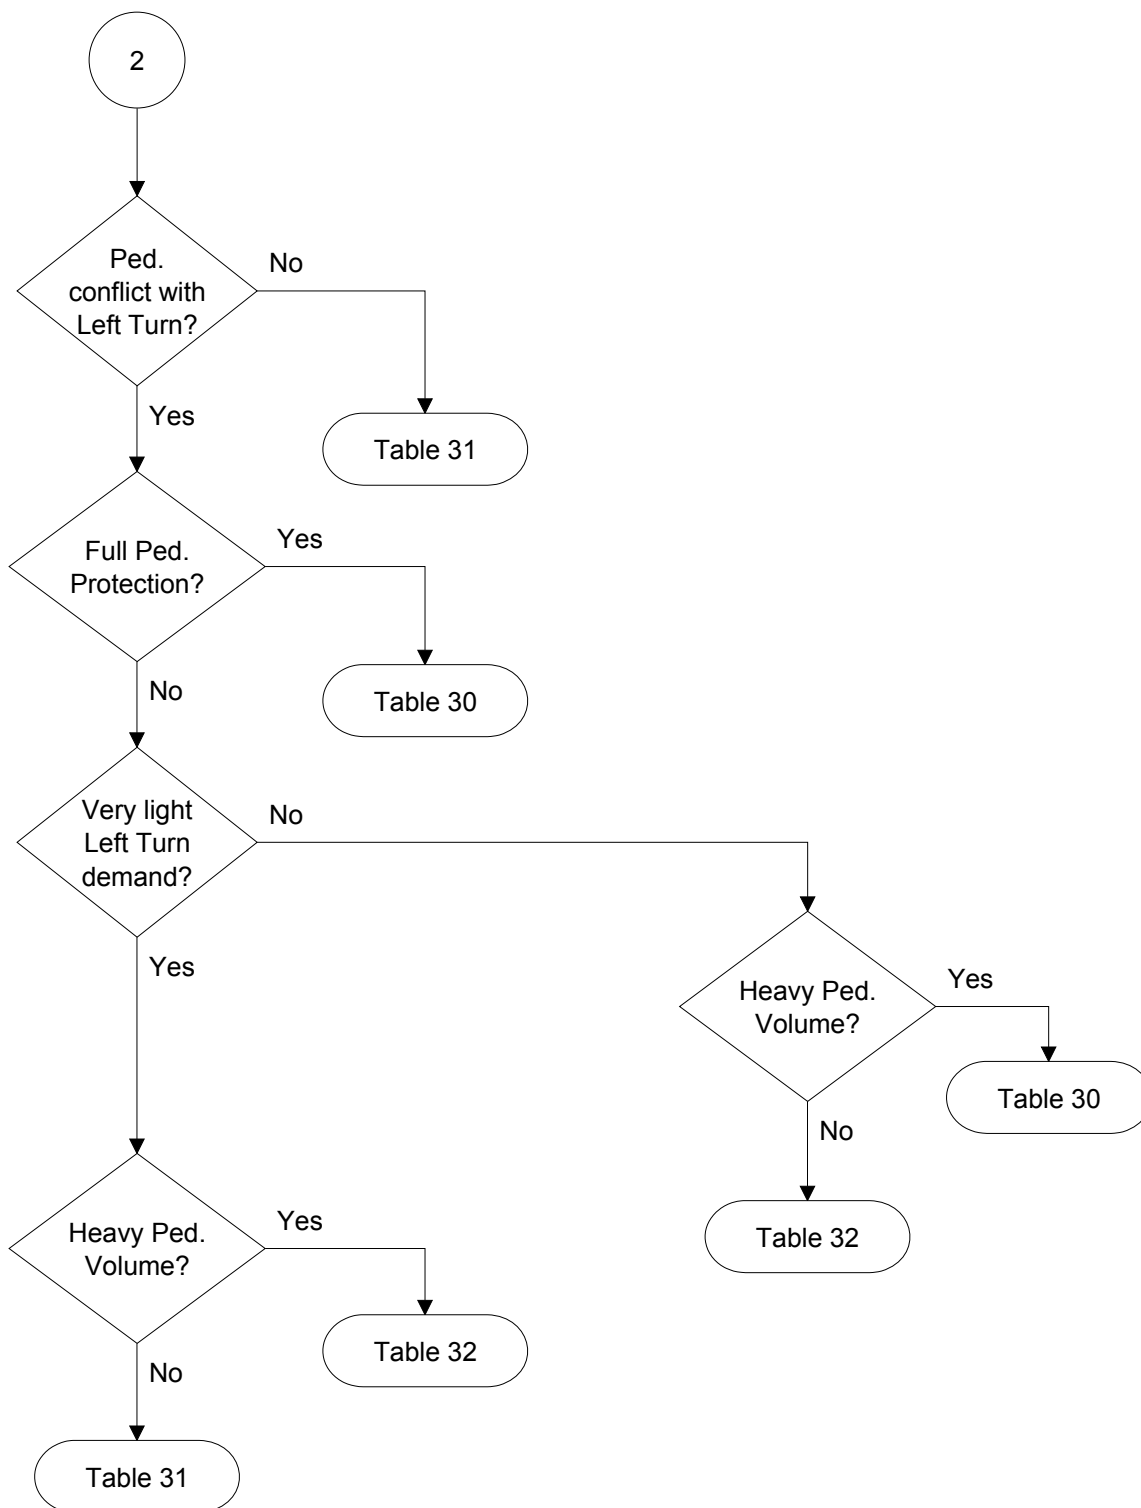 2
Ped.
conflict with
Left Turn?
No
Yes
Table 31
Full Ped.
Protection?
Yes
Table 30
No
Very light
Left Turn
demand?
No
Yes
Heavy Ped.
Volume?
Yes
Table 30
No
Table 32
Heavy Ped.
Volume?
Yes
Table 32
No
Table 31